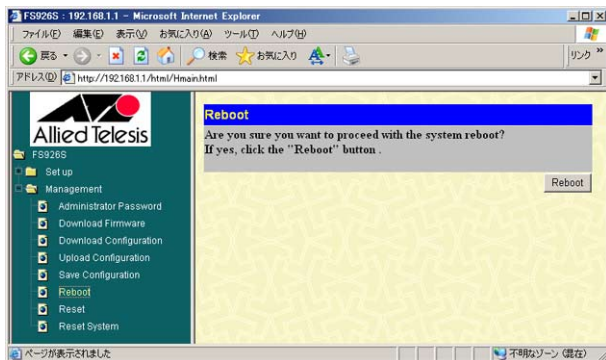 FS926S : 192.168.1.1 - Microsoft Internet Explorer
ファイル(F) 編集(E) 表示(V) お気に入り(A) ツール(T) ヘルプ(H)
戻る 検索 お気に入り リンク »
アドレス(D) http://192.168.1.1/html/Hmain.html
Allied Telesis
FS926S
Set up
Management
Administrator Password
Download Firmware
Download Configuration
Upload Configuration
Save Configuration
Reboot
Reset
Reset System
Reboot
Are you sure you want to proceed with the system reboot?
If yes, click the "Reboot" button .
Reboot
ページが表示されました
不明なゾーン (混在)